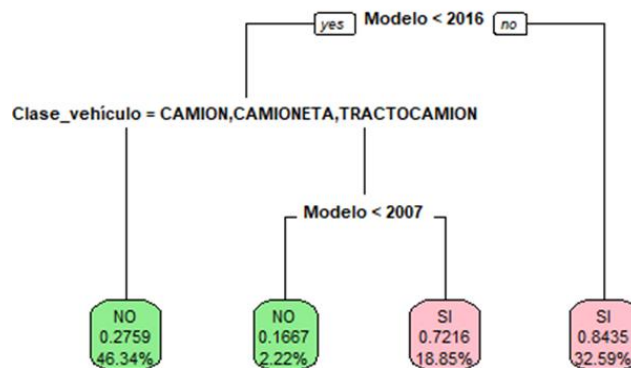 yes Modelo < 2016 no
Clase_vehículo = CAMION,CAMIONETA,TRACTOCAMION
Modelo < 2007
NO
0.2759
46.34%
NO
0.1667
2.22%
SI
0.7216
18.85%
SI
0.8435
32.59%